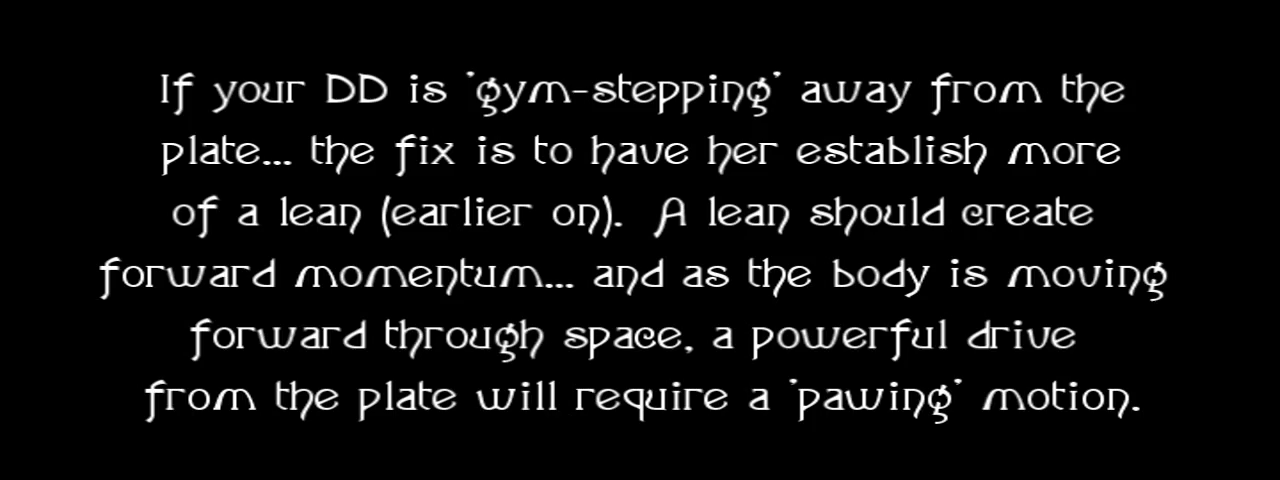 If your DD is 'gym-stepping' away from the
plate... the fix is to have her establish more
of a lean (earlier on).  A lean should create
forward momentum... and as the body is moving
forward through space, a powerful drive
from the plate will require a 'pawing' motion.